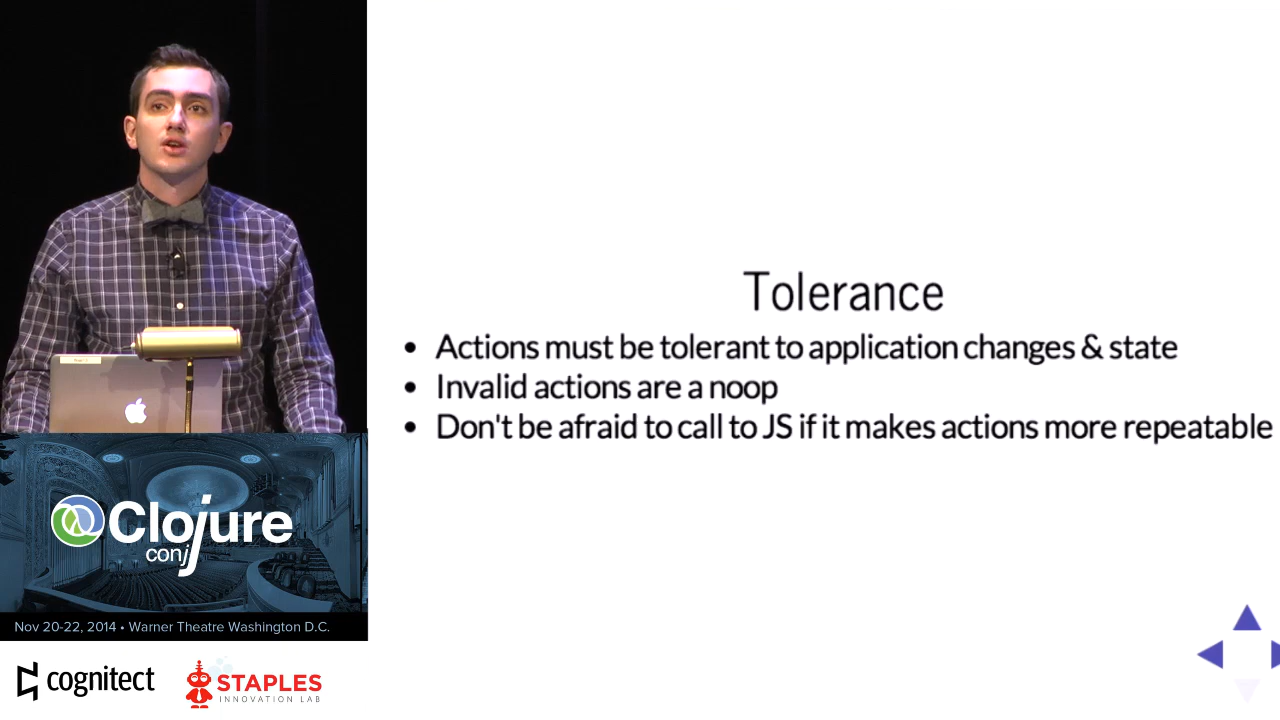 Tolerance
Actions must be tolerant to application changes & state
Invalid actions are a noop
Don't be afraid to call to JS if it makes actions more repeatable
Clojure
conj
Nov 20-22, 2014 • Warner Theatre Washington D.C.
cognitect
STAPLES
INNOVATION LAB